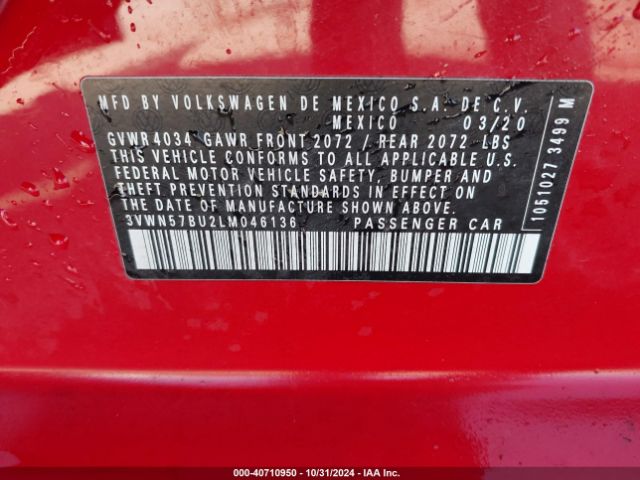 MFD BY VOLKSWAGEN DE MEXICO S.A. DE C.V.
MEXICO 03/20
GVWR 4034 GAWR FRONT 2072 / REAR 2072 LBS
THIS VEHICLE CONFORMS TO ALL APPLICABLE U.S.
FEDERAL MOTOR VEHICLE SAFETY, BUMPER AND
THEFT PREVENTION STANDARDS IN EFFECT ON
THE DATE OF MANUFACTURE SHOWN ABOVE.
3VWN57BU2LM046136 PASSENGER CAR
1051027 3499 M
000-40710950 - 10/31/2024 - IAAI.COM